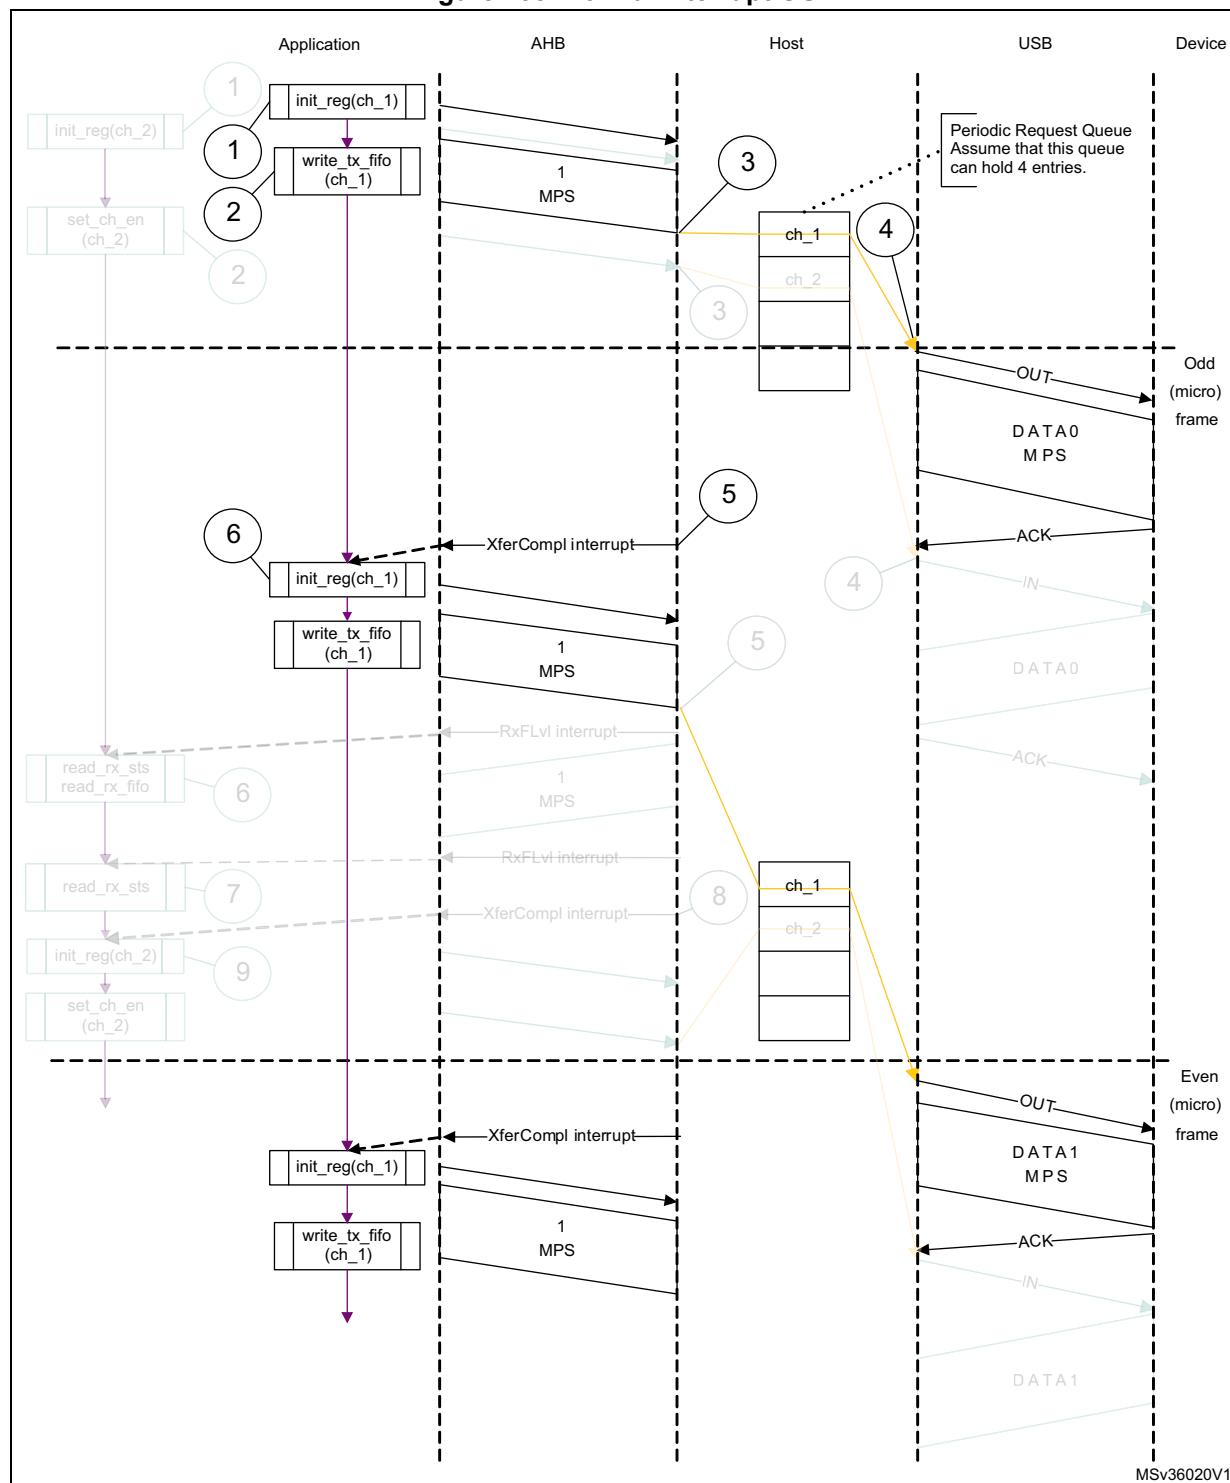 Application
AHB
Host
USB
Device
1
init_reg(ch_1)
init_reg(ch_2)
1
write_tx_fifo
(ch_1)
2
1
MPS
3
Periodic Request Queue
Assume that this queue
can hold 4 entries.
set_ch_en
(ch_2)
2
ch_1
4
ch_2
3
Odd
(micro)
frame
OUT
DATA0
MPS
5
6
XferCompl interrupt
ACK
init_reg(ch_1)
4
IN
write_tx_fifo
(ch_1)
1
MPS
5
DATA0
RxFLvl interrupt
ACK
read_rx_sts
read_rx_fifo
6
1
MPS
RxFLvl interrupt
read_rx_sts
7
XferCompl interrupt
8
ch_1
ch_2
init_reg(ch_2)
9
set_ch_en
(ch_2)
Even
(micro)
frame
OUT
XferCompl interrupt
DATA1
MPS
init_reg(ch_1)
write_tx_fifo
(ch_1)
1
MPS
ACK
IN
DATA1
MSv36020V1